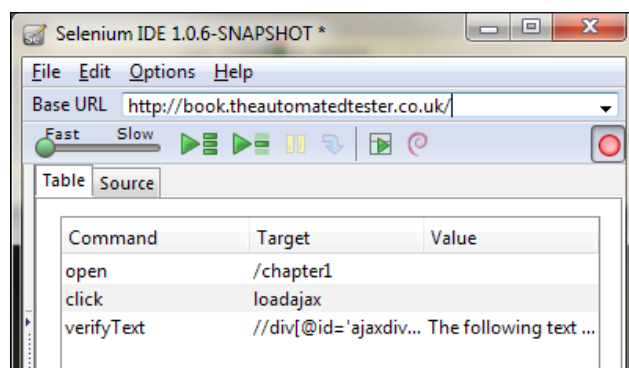 Selenium IDE 1.0.6-SNAPSHOT *
File Edit Options Help
Base URL http://book.theautomatedtester.co.uk/
Fast Slow
Table Source
Command Target Value
open /chapter1
click loadajax
verifyText //div[@id='ajaxdiv... The following text ...